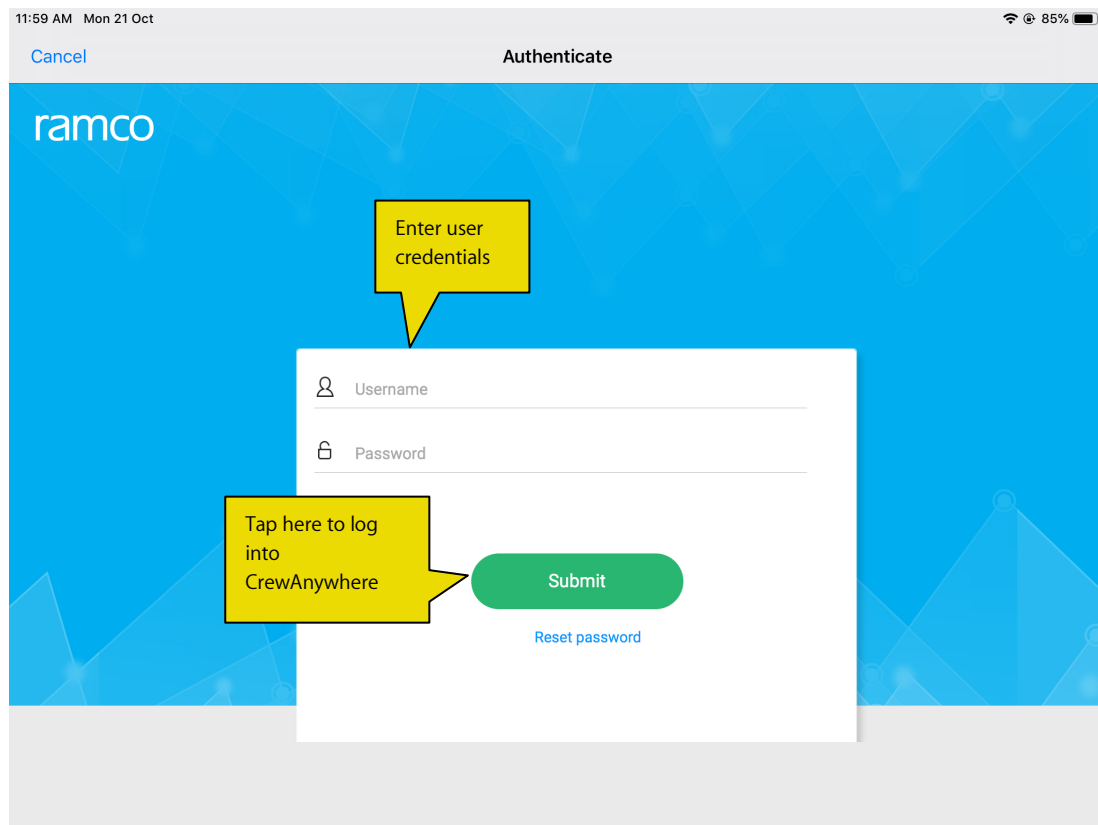 11:59 AM Mon 21 Oct 85%
Cancel Authenticate
ramco
Enter user
credentials
Username
Password
Tap here to log
into
CrewAnywhere
Submit
Reset password